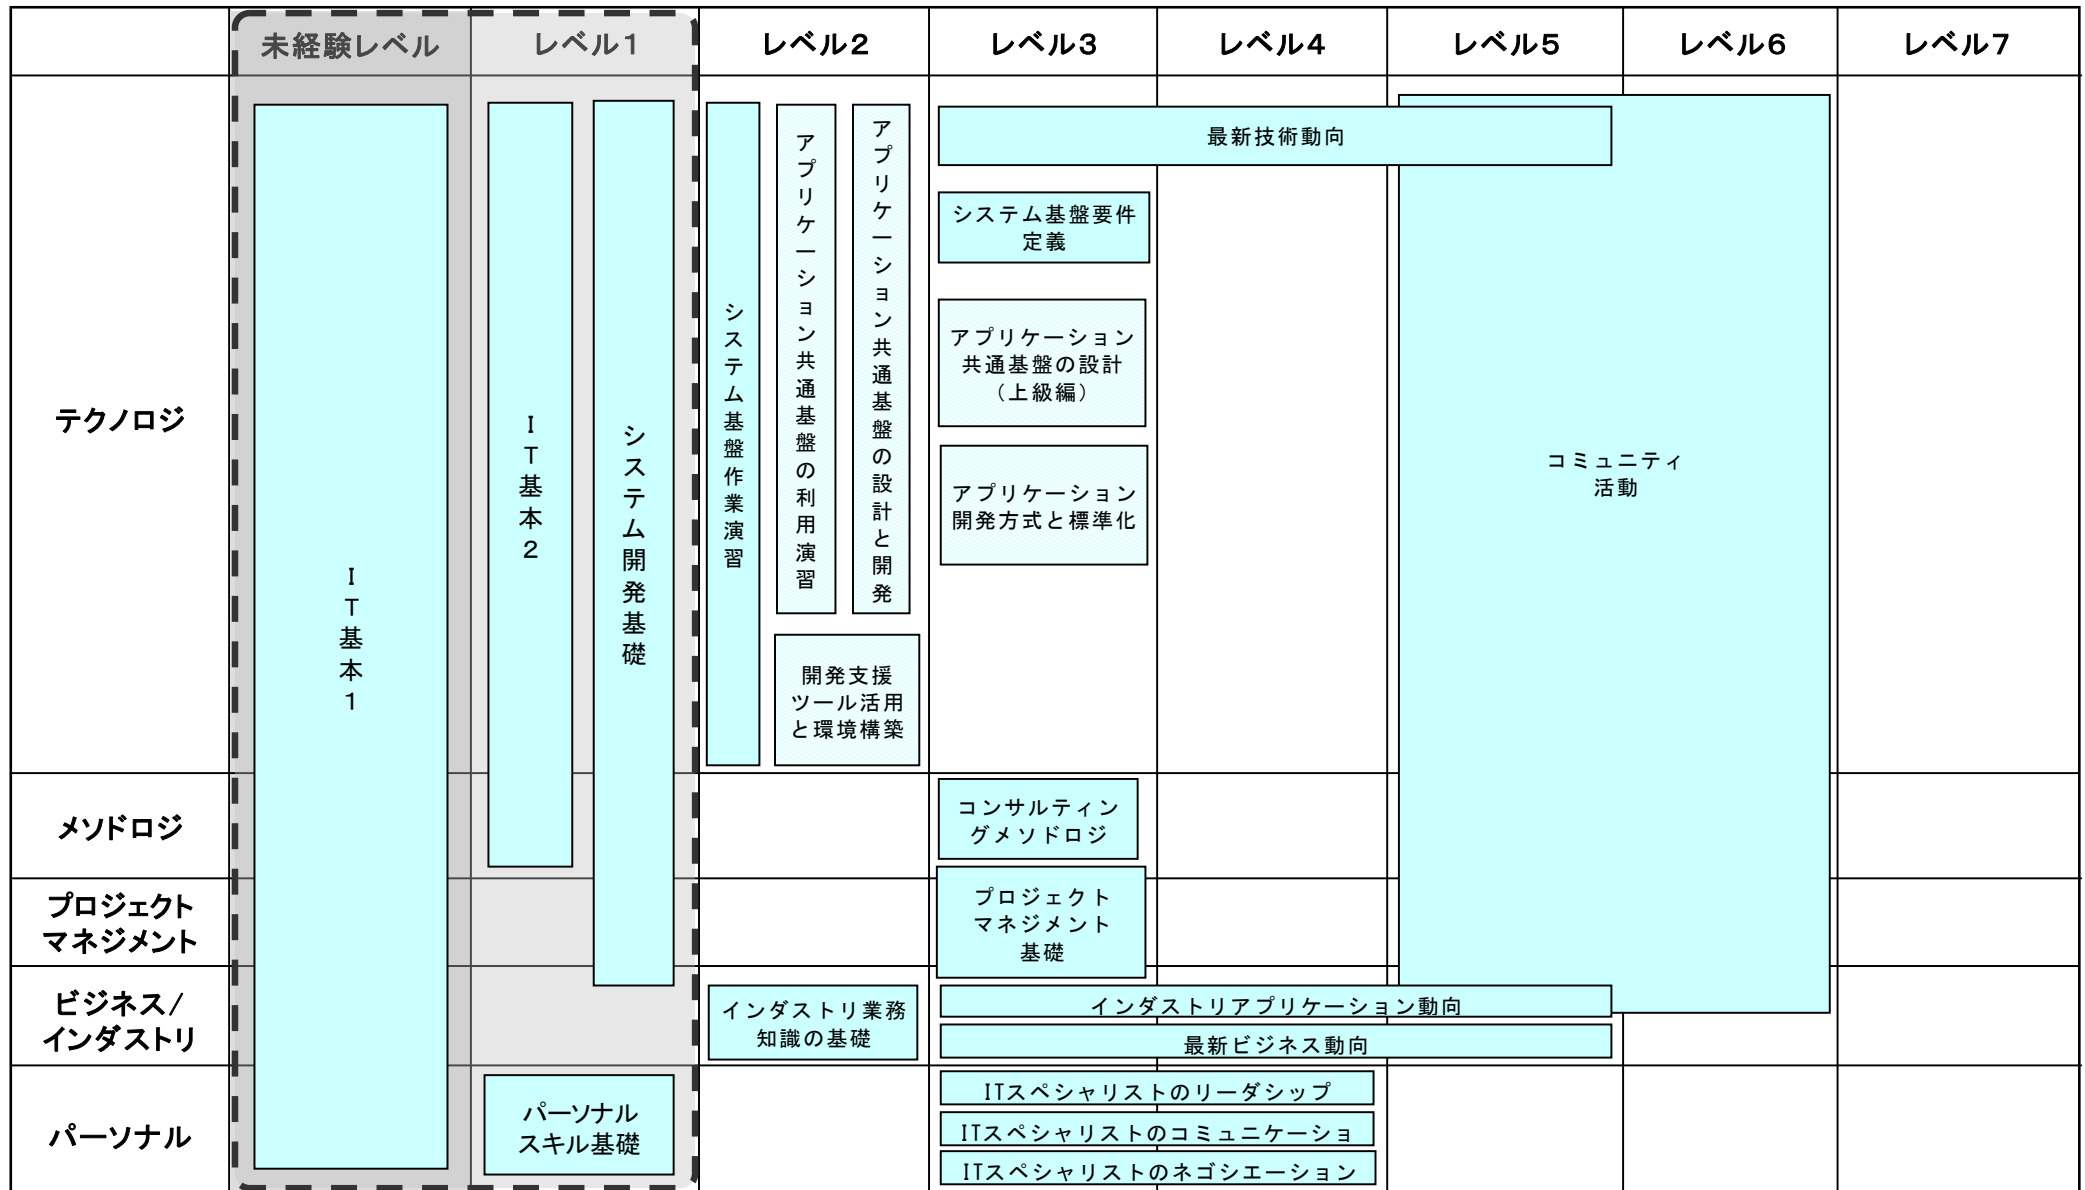 未経験レベル
レベル1
レベル2
レベル3
レベル4
レベル5
レベル6
レベル7
テクノロジ
メソドロジ
プロジェクト
マネジメント
ビジネス/
インダストリ
パーソナル
IT基本1
IT基本2
システム開発基礎
パーソナル
スキル基礎
システム基盤作業演習
アプリケーション共通基盤の利用演習
アプリケーション共通基盤の設計と開発
開発支援
ツール活用
と環境構築
インダストリ業務
知識の基礎
最新技術動向
システム基盤要件
定義
アプリケーション
共通基盤の設計
(上級編)
アプリケーション
開発方式と標準化
コンサルティン
グメソドロジ
プロジェクト
マネジメント
基礎
インダストリアプリケーション動向
最新ビジネス動向
ITスペシャリストのリーダシップ
ITスペシャリストのコミュニケーショ
ITスペシャリストのネゴシエーション
コミュニティ
活動